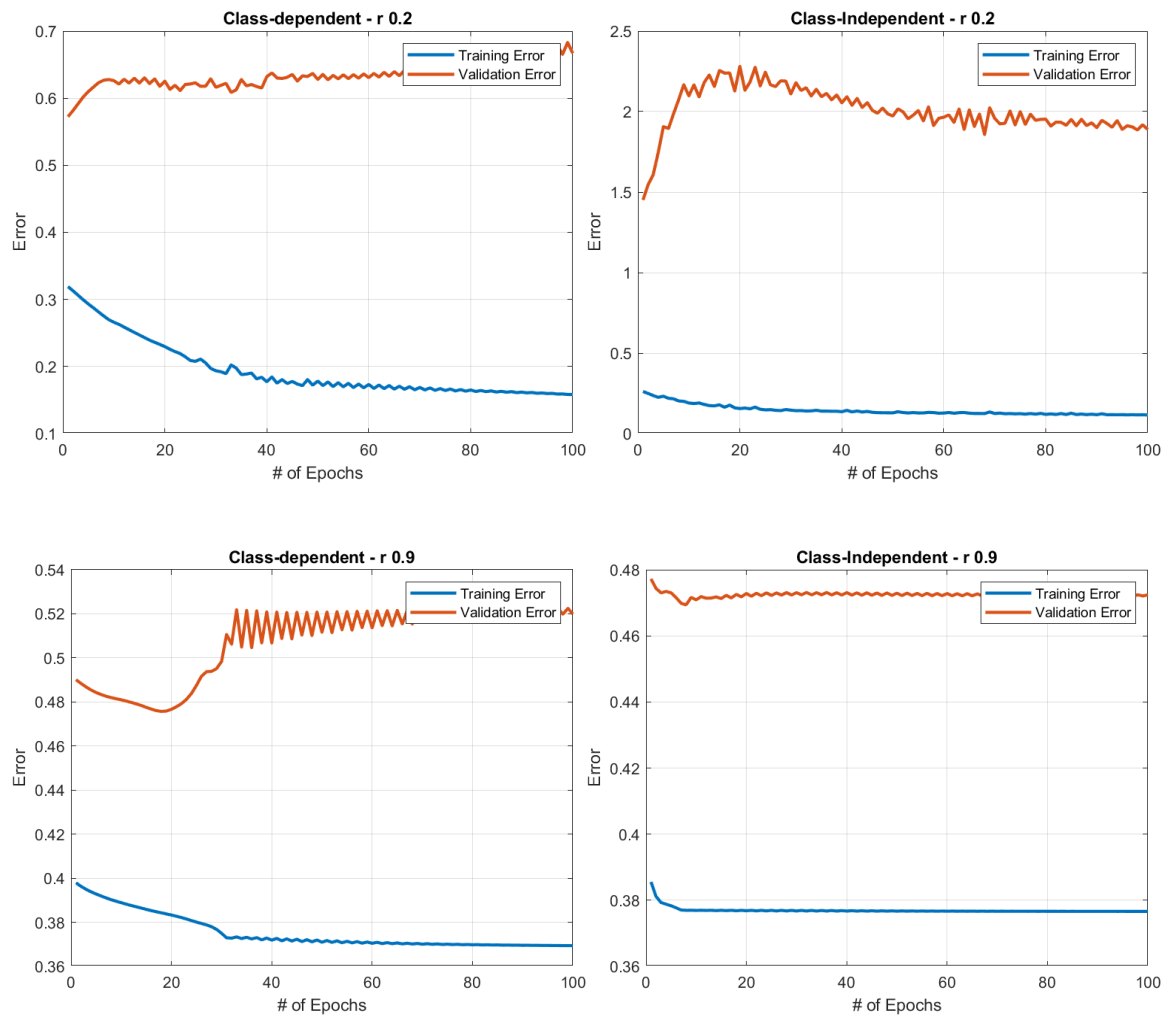 Class-dependent - r 0.2
0.7
0.6
0.5
0.4
0.3
0.2
0.1
Error
Training Error
Validation Error
0 20 40 60 80 100
# of Epochs
Class-Independent - r 0.2
2.5
2
1.5
1
0.5
0
Error
Training Error
Validation Error
0 20 40 60 80 100
# of Epochs
Class-dependent - r 0.9
0.54
0.52
0.5
0.48
0.46
0.44
0.42
0.4
0.38
0.36
Error
Training Error
Validation Error
0 20 40 60 80 100
# of Epochs
Class-Independent - r 0.9
0.48
0.46
0.44
0.42
0.4
0.38
0.36
Error
Training Error
Validation Error
0 20 40 60 80 100
# of Epochs